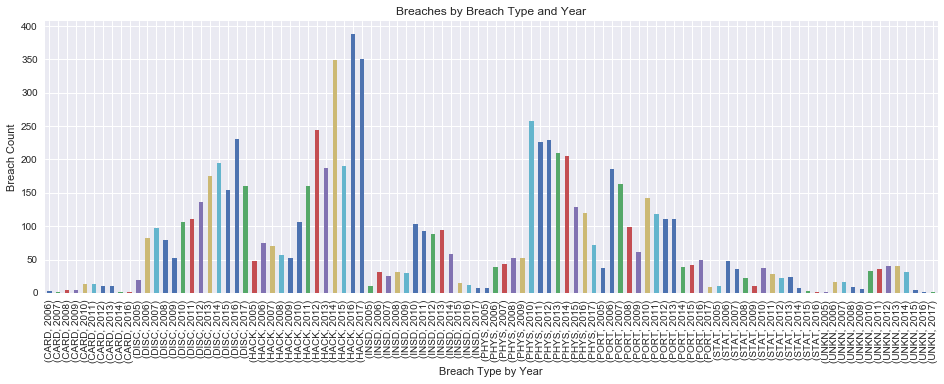 Breaches by Breach Type and Year
400
350
300
250
200
150
100
50
0
Breach Count
(CARD, 2006)
(CARD, 2007)
(CARD, 2008)
(CARD, 2009)
(CARD, 2010)
(CARD, 2011)
(CARD, 2012)
(CARD, 2013)
(CARD, 2014)
(CARD, 2016)
(DISC, 2005)
(DISC, 2006)
(DISC, 2007)
(DISC, 2008)
(DISC, 2009)
(DISC, 2010)
(DISC, 2011)
(DISC, 2012)
(DISC, 2013)
(DISC, 2014)
(DISC, 2015)
(DISC, 2016)
(DISC, 2017)
(HACK, 2005)
(HACK, 2006)
(HACK, 2007)
(HACK, 2008)
(HACK, 2009)
(HACK, 2010)
(HACK, 2011)
(HACK, 2012)
(HACK, 2013)
(HACK, 2014)
(HACK, 2015)
(HACK, 2016)
(HACK, 2017)
(INSD, 2005)
(INSD, 2006)
(INSD, 2007)
(INSD, 2008)
(INSD, 2009)
(INSD, 2010)
(INSD, 2011)
(INSD, 2012)
(INSD, 2013)
(INSD, 2014)
(INSD, 2015)
(INSD, 2016)
(INSD, 2017)
(PHYS, 2005)
(PHYS, 2006)
(PHYS, 2007)
(PHYS, 2008)
(PHYS, 2009)
(PHYS, 2010)
(PHYS, 2011)
(PHYS, 2012)
(PHYS, 2013)
(PHYS, 2014)
(PHYS, 2015)
(PHYS, 2016)
(PHYS, 2017)
(PORT, 2005)
(PORT, 2006)
(PORT, 2007)
(PORT, 2008)
(PORT, 2009)
(PORT, 2010)
(PORT, 2011)
(PORT, 2012)
(PORT, 2013)
(PORT, 2014)
(PORT, 2015)
(PORT, 2016)
(PORT, 2017)
(STAT, 2005)
(STAT, 2006)
(STAT, 2007)
(STAT, 2008)
(STAT, 2009)
(STAT, 2010)
(STAT, 2011)
(STAT, 2012)
(STAT, 2013)
(STAT, 2014)
(STAT, 2015)
(STAT, 2016)
(UNKN, 2005)
(UNKN, 2006)
(UNKN, 2007)
(UNKN, 2008)
(UNKN, 2009)
(UNKN, 2010)
(UNKN, 2011)
(UNKN, 2012)
(UNKN, 2013)
(UNKN, 2014)
(UNKN, 2015)
(UNKN, 2016)
(UNKN, 2017)
Breach Type by Year